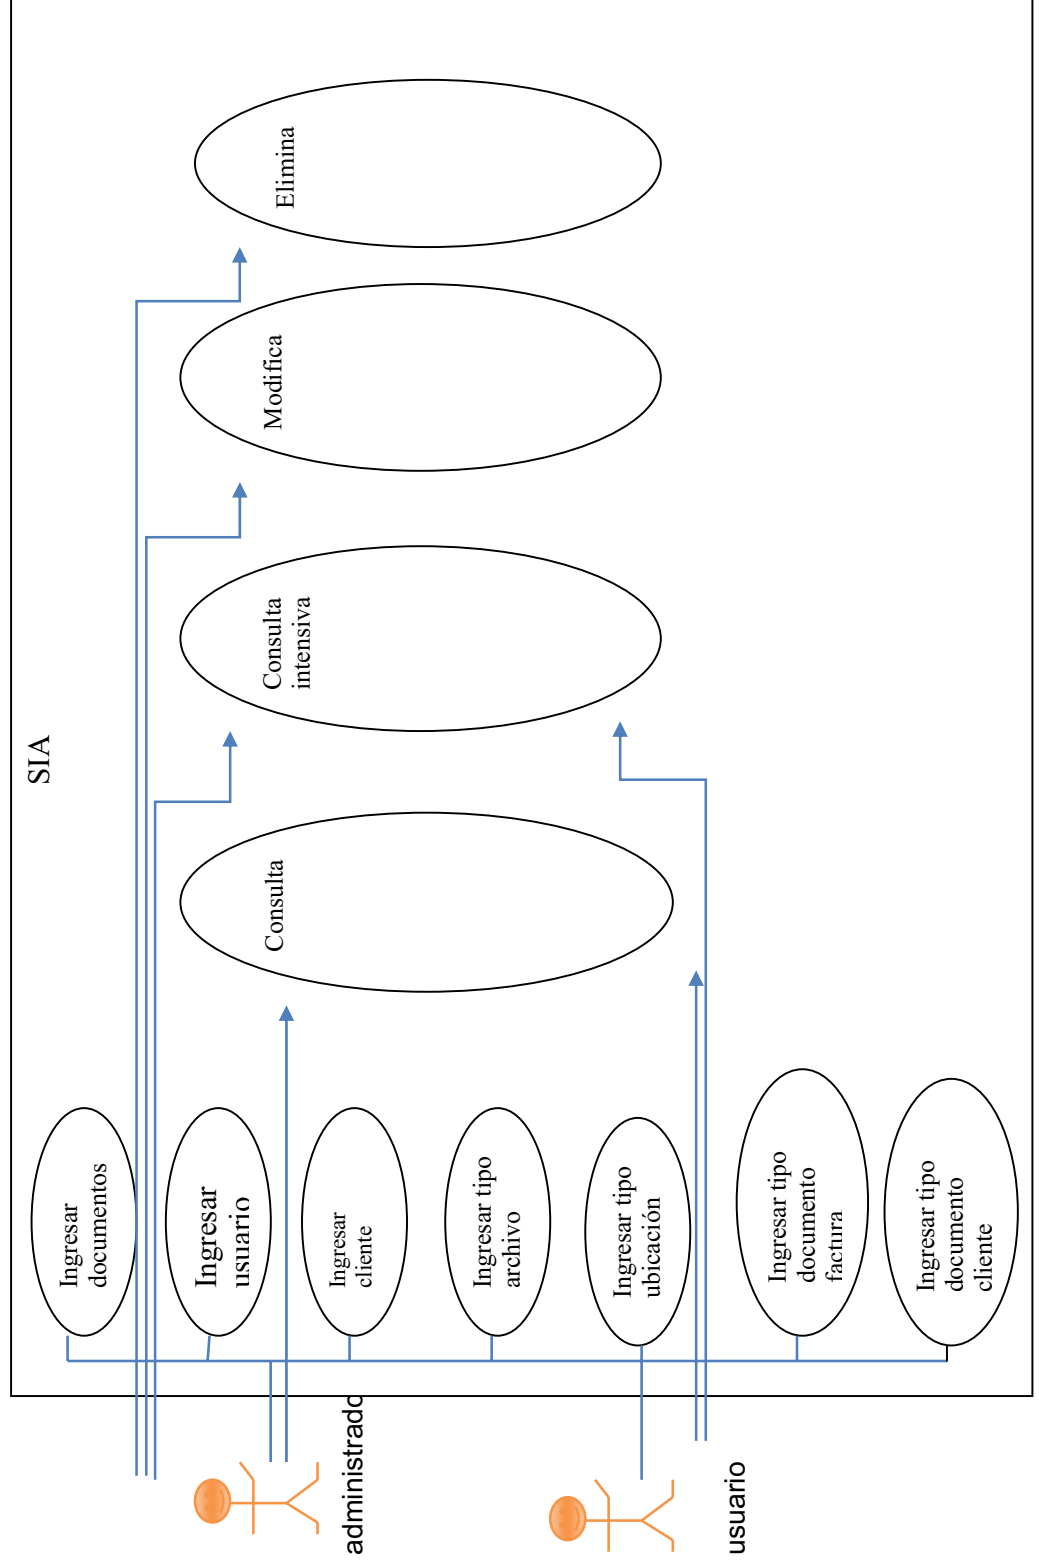 SIA
Ingresar
documentos
Ingresar
usuario
Ingresar
cliente
Ingresar tipo
archivo
Ingresar tipo
ubicación
Ingresar tipo
documento
factura
Ingresar tipo
documento
cliente
Consulta
Consulta
intensiva
Modifica
Elimina
administrado
usuario